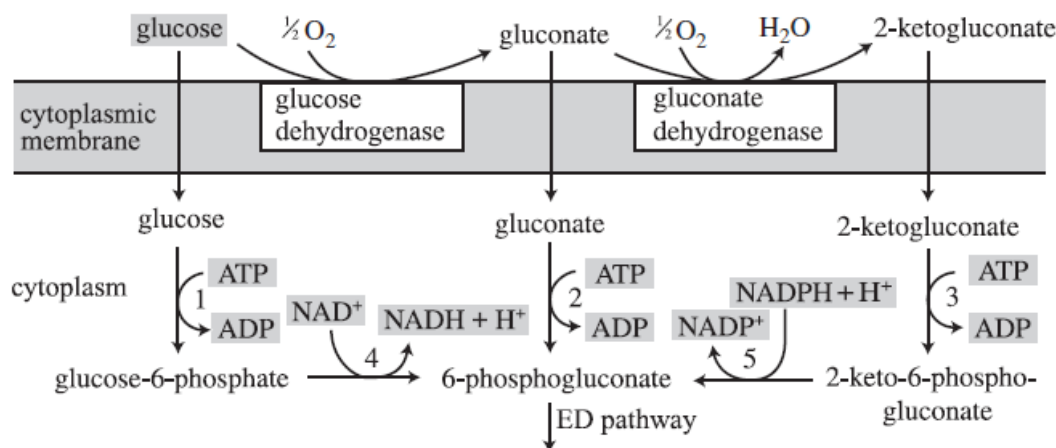 glucose
½O₂
gluconate
½O₂
H₂O
2-ketogluconate
glucose
dehydrogenase
gluconate
dehydrogenase
cytoplasmic
membrane
glucose
gluconate
2-ketogluconate
cytoplasm
1
ATP
ADP
NAD⁺
NADH + H⁺
4
2
ATP
ADP
NADPH + H⁺
NADP⁺
5
3
ATP
ADP
glucose-6-phosphate
6-phosphogluconate
2-keto-6-phospho-
gluconate
ED pathway